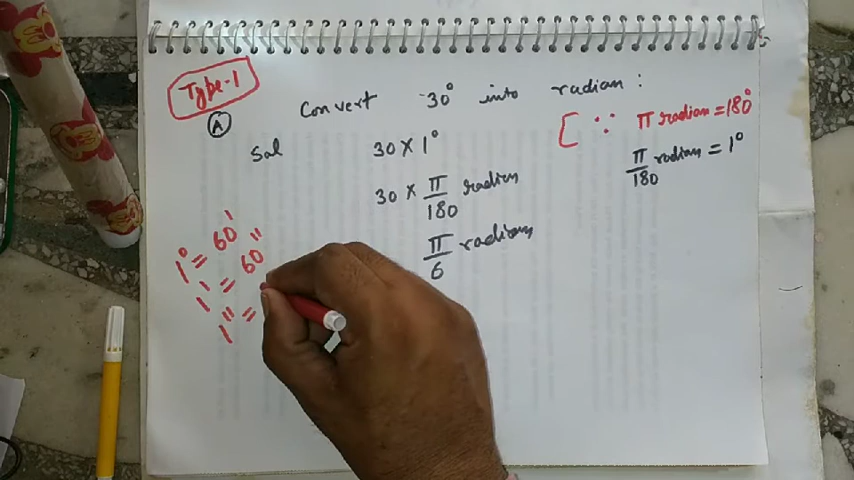 Type-1
Convert 30° into radian :
(A)
Sol 30 × 1°
[ ∵ π radian = 180°
π/180 radian = 1°
30 × π/180 radian
π/6 radian
1° = 60'
1' = 60"
1" =